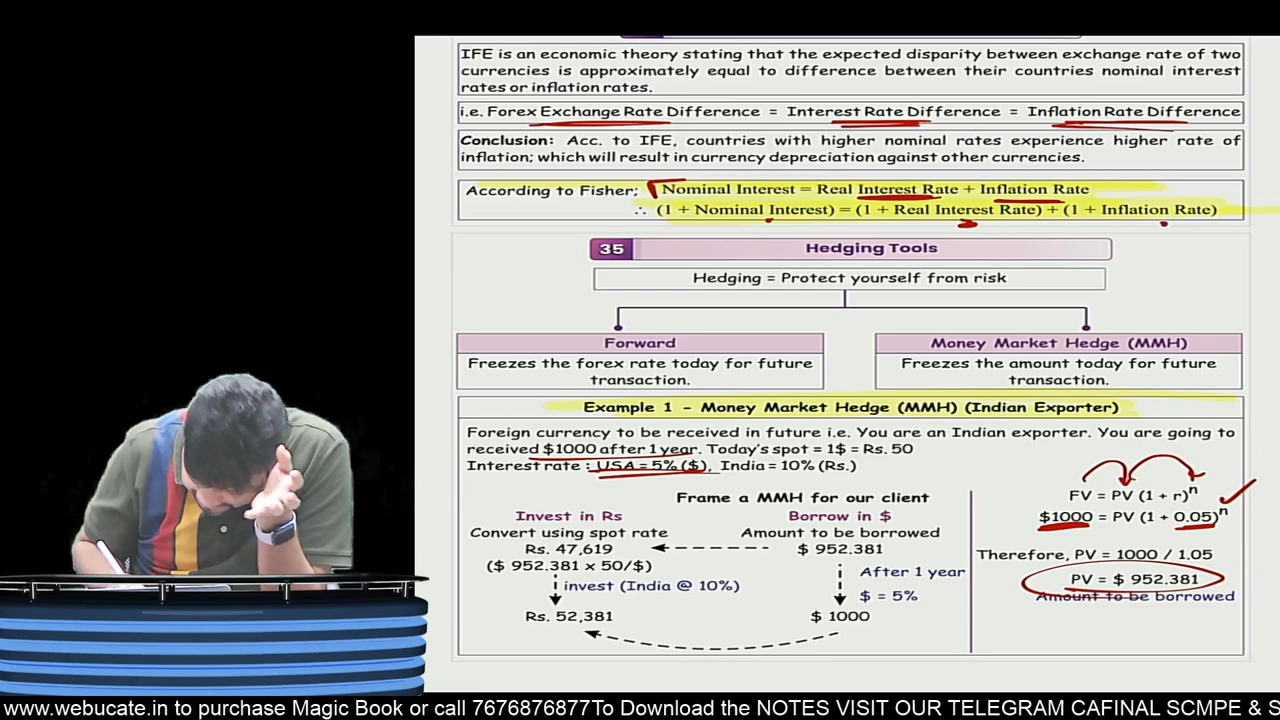 IFE is an economic theory stating that the expected disparity between exchange rate of two
currencies is approximately equal to difference between their countries nominal interest
rates or inflation rates.
i.e. Forex Exchange Rate Difference = Interest Rate Difference = Inflation Rate Difference
Conclusion: Acc. to IFE, countries with higher nominal rates experience higher rate of
inflation; which will result in currency depreciation against other currencies.
According to Fisher; Nominal Interest = Real Interest Rate + Inflation Rate
∴ (1 + Nominal Interest) = (1 + Real Interest Rate) + (1 + Inflation Rate)
35 Hedging Tools
Hedging = Protect yourself from risk
Forward
Freezes the forex rate today for future
transaction.
Money Market Hedge (MMH)
Freezes the amount today for future
transaction.
Example 1 - Money Market Hedge (MMH) (Indian Exporter)
Foreign currency to be received in future i.e. You are an Indian exporter. You are going to
received $1000 after 1 year. Today's spot = 1$ = Rs. 50
Interest rate : USA = 5% ($), India = 10% (Rs.)
Frame a MMH for our client
Invest in Rs
Convert using spot rate
Rs. 47,619
($ 952.381 x 50/$)
invest (India @ 10%)
Rs. 52,381
Borrow in $
Amount to be borrowed
$ 952.381
After 1 year
$ = 5%
$ 1000
FV = PV (1 + r)^n
$1000 = PV (1 + 0.05)^n
Therefore, PV = 1000 / 1.05
PV = $ 952.381
Amount to be borrowed
www.webucate.in to purchase Magic Book or call 7676876877To Download the NOTES VISIT OUR TELEGRAM CAFINAL SCMPE & S